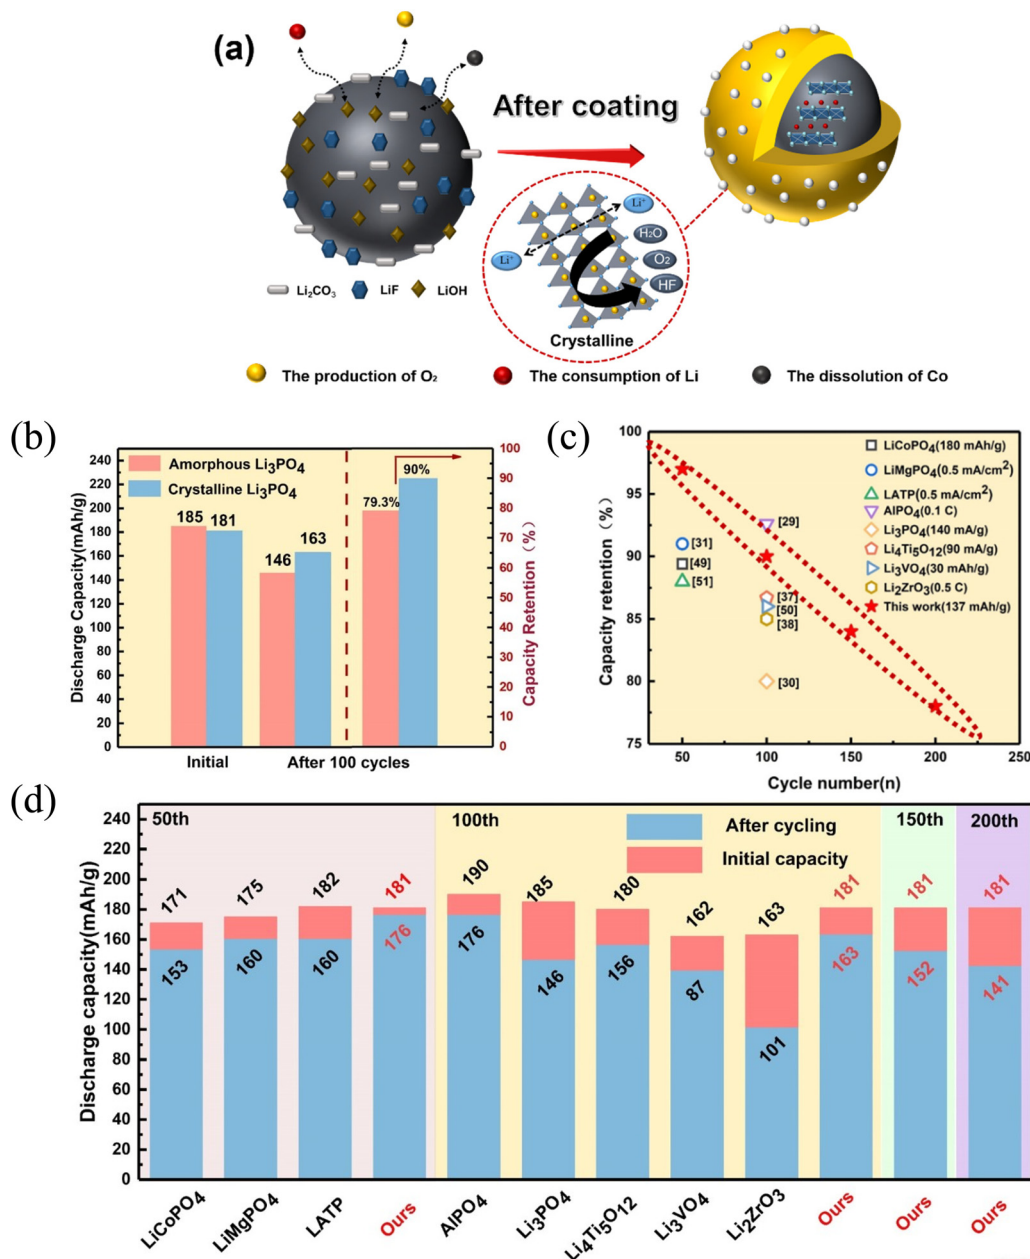 (a)
After coating
Li⁺
H₂O
Li⁺
O₂
HF
Crystalline
Li₂CO₃ LiF LiOH
The production of O₂ The consumption of Li The dissolution of Co
(b)
Discharge Capacity(mAh/g)
240
220
200
180
160
140
120
100
80
60
40
20
0
Amorphous Li₃PO₄
Crystalline Li₃PO₄
185 181
146 163
79.3% 90%
Initial After 100 cycles
100
90
80
70
60
50
40
30
20
10
0
Capacity Retention (%)
(c)
Capacity retention (%)
100
95
90
85
80
75
LiCoPO₄(180 mAh/g)
LiMgPO₄(0.5 mA/cm²)
LATP(0.5 mA/cm²)
AlPO₄(0.1 C)
Li₃PO₄(140 mA/g)
Li₄Ti₅O₁₂(90 mA/g)
Li₃VO₄(30 mAh/g)
Li₂ZrO₃(0.5 C)
This work(137 mAh/g)
[29]
[31]
[49]
[51]
[37]
[50]
[38]
[30]
50 100 150 200 250
Cycle number(n)
(d)
Discharge capacity(mAh/g)
240
220
200
180
160
140
120
100
80
60
40
20
0
50th 100th 150th 200th
After cycling
Initial capacity
171 175 182 181 190 185 180 162 163 181 181 181
153 160 160 176 176 146 156 87 101 163 152 141
LiCoPO₄ LiMgPO₄ LATP Ours AlPO₄ Li₃PO₄ Li₄Ti₅O₁₂ Li₃VO₄ Li₂ZrO₃ Ours Ours Ours